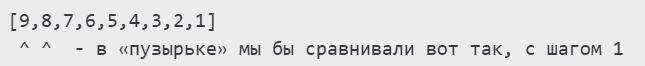 [9,8,7,6,5,4,3,2,1]
^ ^ - в «пузырьке» мы бы сравнивали вот так, с шагом 1